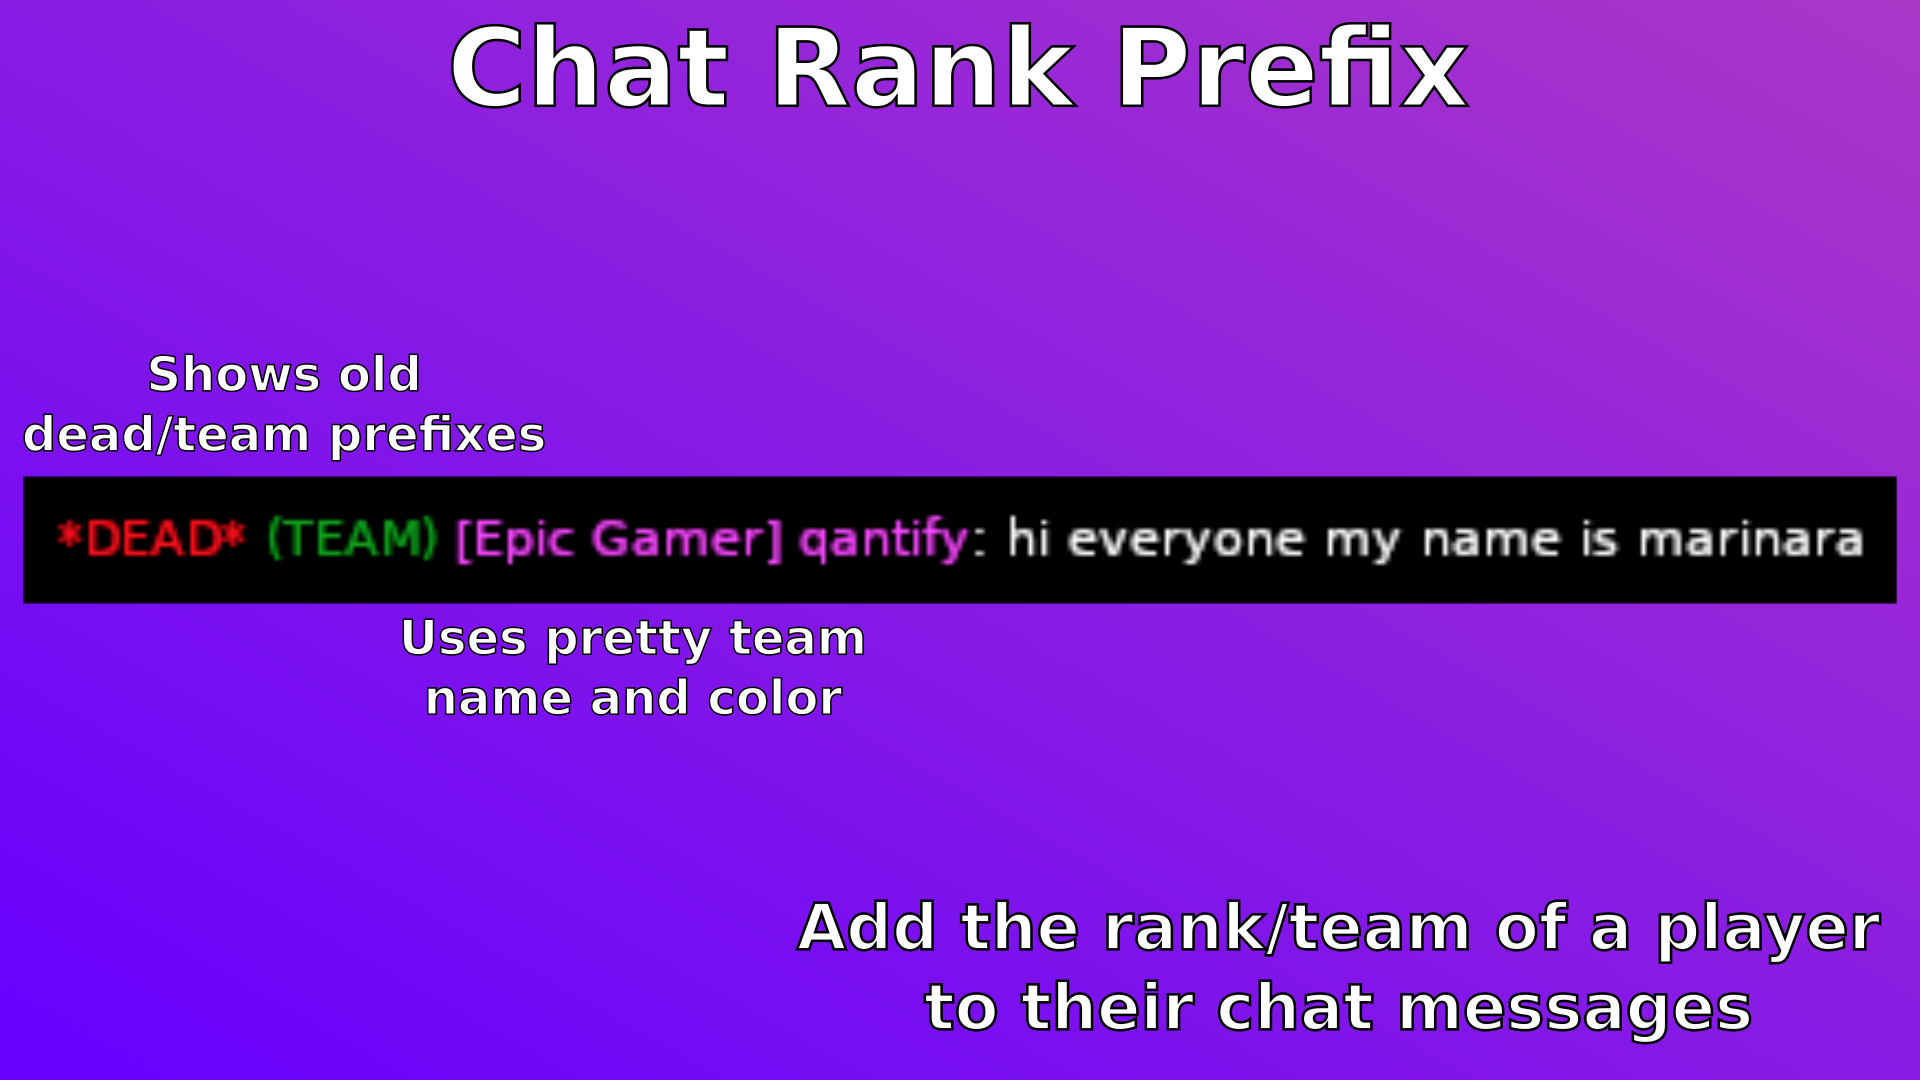 Chat Rank Prefix
Shows old
dead/team prefixes
*DEAD* (TEAM) [Epic Gamer] qantify: hi everyone my name is marinara
Uses pretty team
name and color
Add the rank/team of a player
to their chat messages